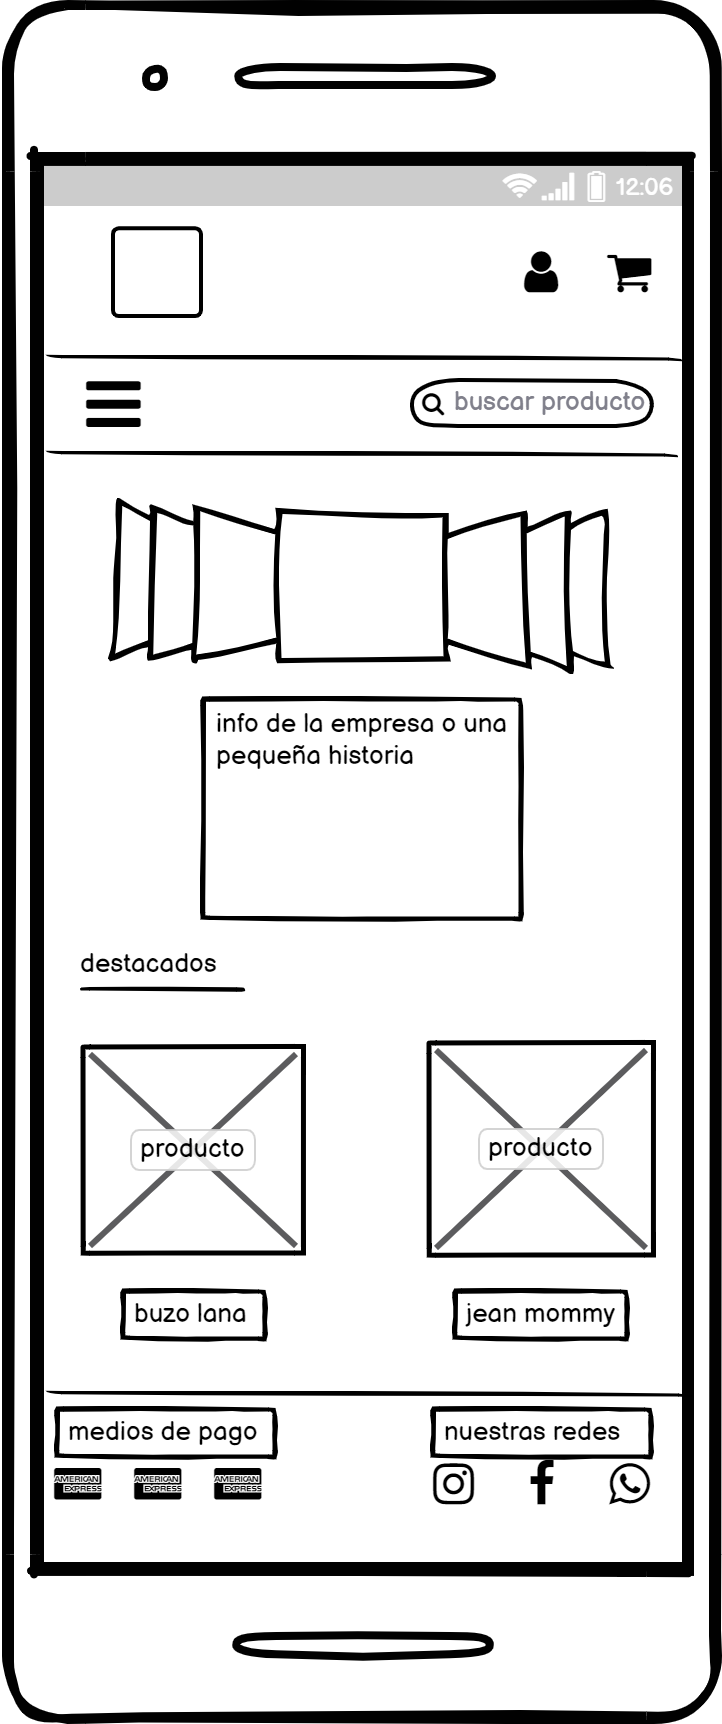 12:06
buscar producto
info de la empresa o una
pequeña historia
destacados
producto
producto
buzo lana
jean mommy
medios de pago
nuestras redes
AMERICAN
EXPRESS
AMERICAN
EXPRESS
AMERICAN
EXPRESS